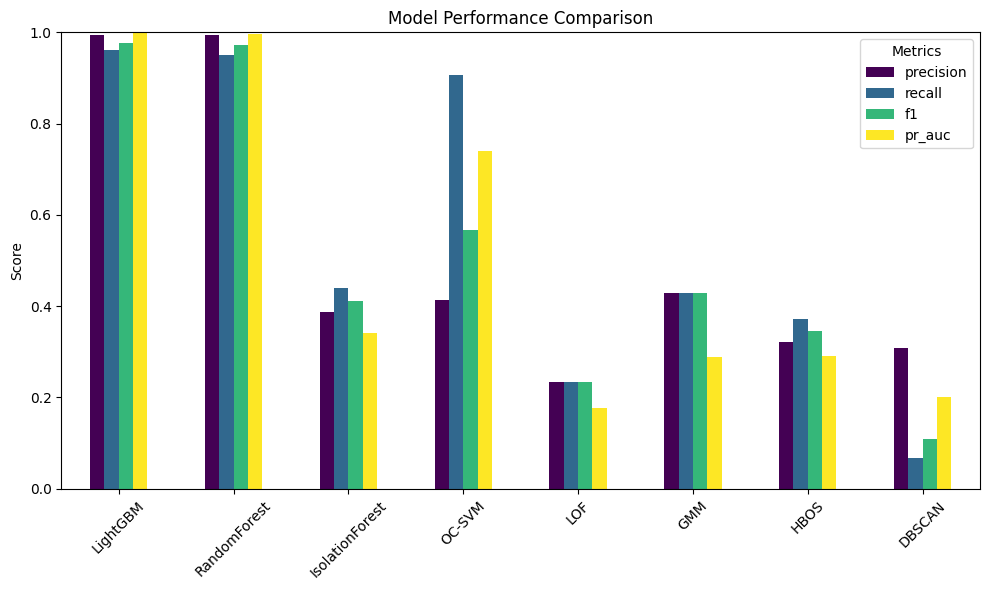 Model Performance Comparison
Metrics
precision
recall
f1
pr_auc
Score
1.0
0.8
0.6
0.4
0.2
0.0
LightGBM
RandomForest
IsolationForest
OC-SVM
LOF
GMM
HBOS
DBSCAN